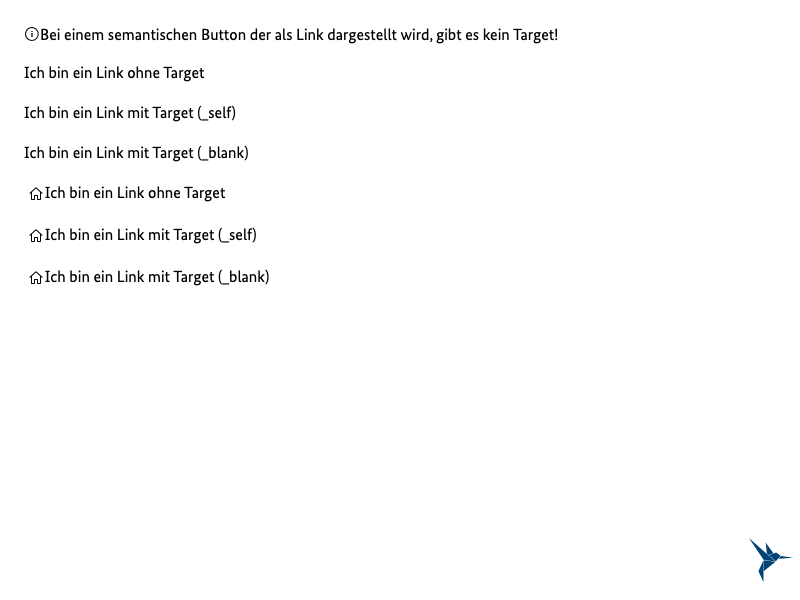 Bei einem semantischen Button der als Link dargestellt wird, gibt es kein Target!
Ich bin ein Link ohne Target
Ich bin ein Link mit Target (_self)
Ich bin ein Link mit Target (_blank)
Ich bin ein Link ohne Target
Ich bin ein Link mit Target (_self)
Ich bin ein Link mit Target (_blank)